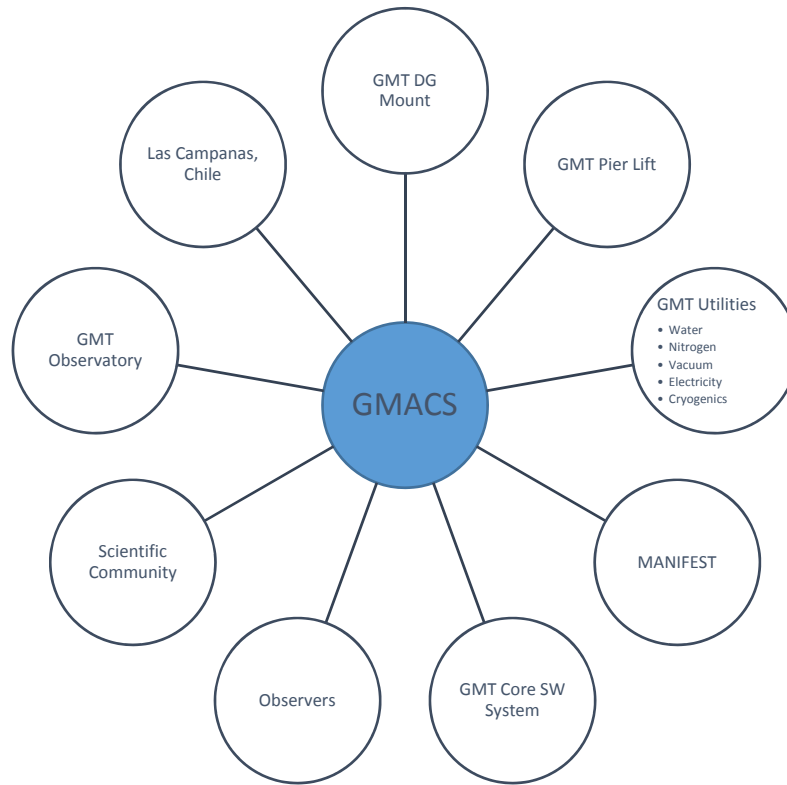 GMT DG
Mount
Las Campanas,
Chile
GMT Pier Lift
GMT
Observatory
GMT Utilities
• Water
• Nitrogen
• Vacuum
• Electricity
• Cryogenics
GMACS
Scientific
Community
MANIFEST
Observers
GMT Core SW
System